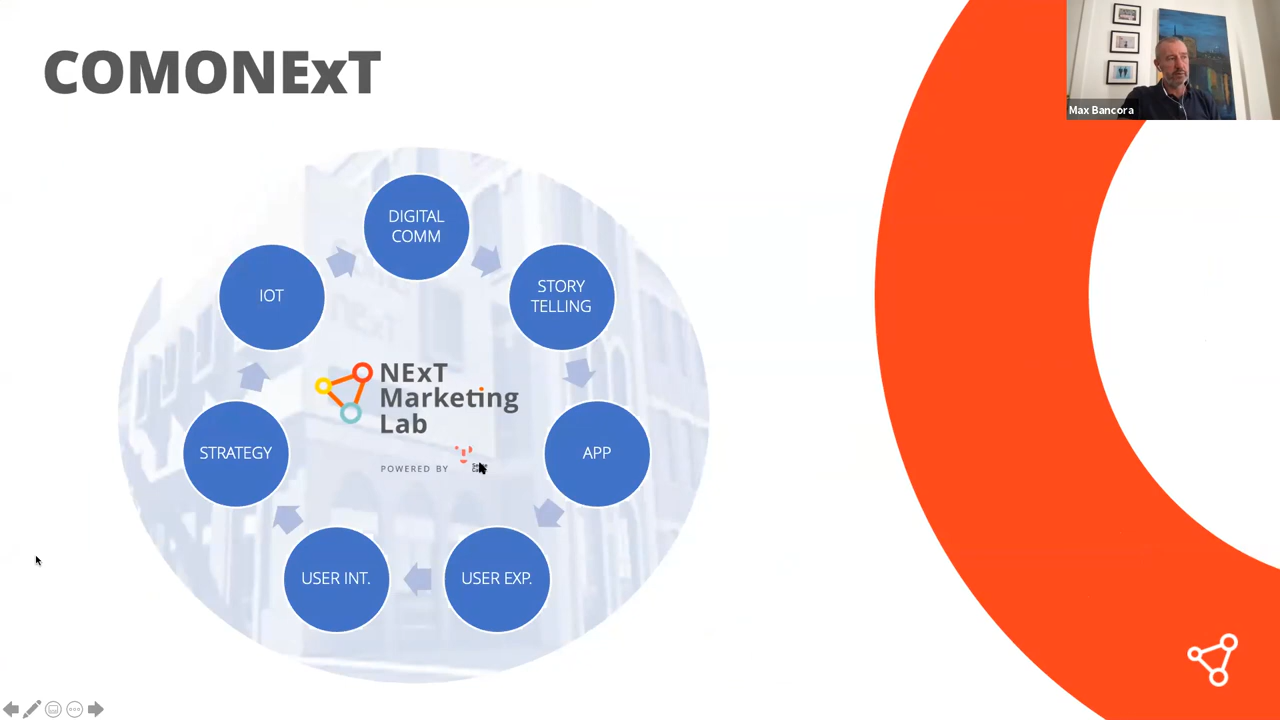 COMONExT
Max Bancora
DIGITAL
COMM
IOT
STORY
TELLING
NExT
Marketing
Lab
STRATEGY
APP
POWERED BY
USER INT.
USER EXP.